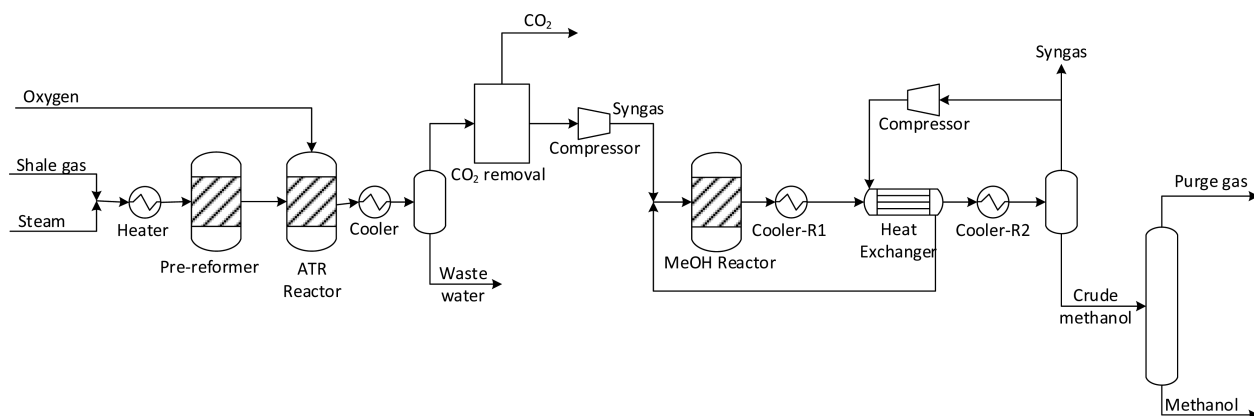 CO₂
Syngas
Oxygen
Syngas
Compressor
Shale gas
Compressor
CO₂ removal
Purge gas
Steam
Heater
Cooler
Cooler-R1
Heat
Exchanger
Cooler-R2
Pre-reformer
ATR
Reactor
MeOH Reactor
Waste
water
Crude
methanol
Methanol